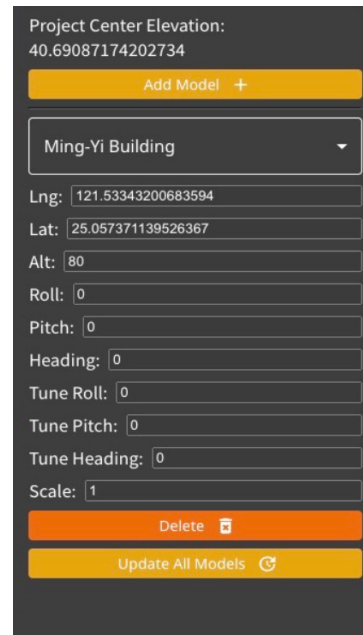 Project Center Elevation:
40.69087174202734
Add Model +
Ming-Yi Building
Lng: 121.53343200683594
Lat: 25.057371139526367
Alt: 80
Roll: 0
Pitch: 0
Heading: 0
Tune Roll: 0
Tune Pitch: 0
Tune Heading: 0
Scale: 1
Delete
Update All Models